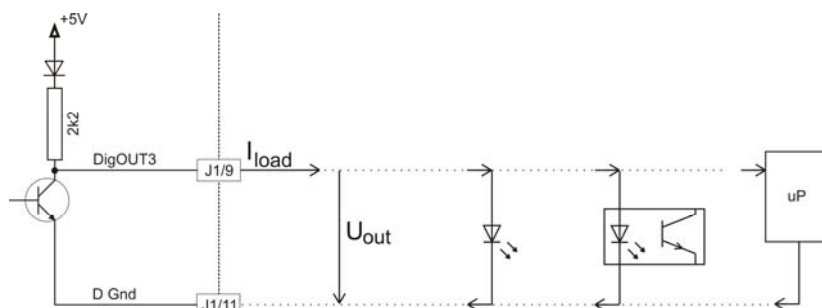 +5V
2k2
DigOUT3
J1/9
Iload
uP
Uout
D Gnd
J1/11